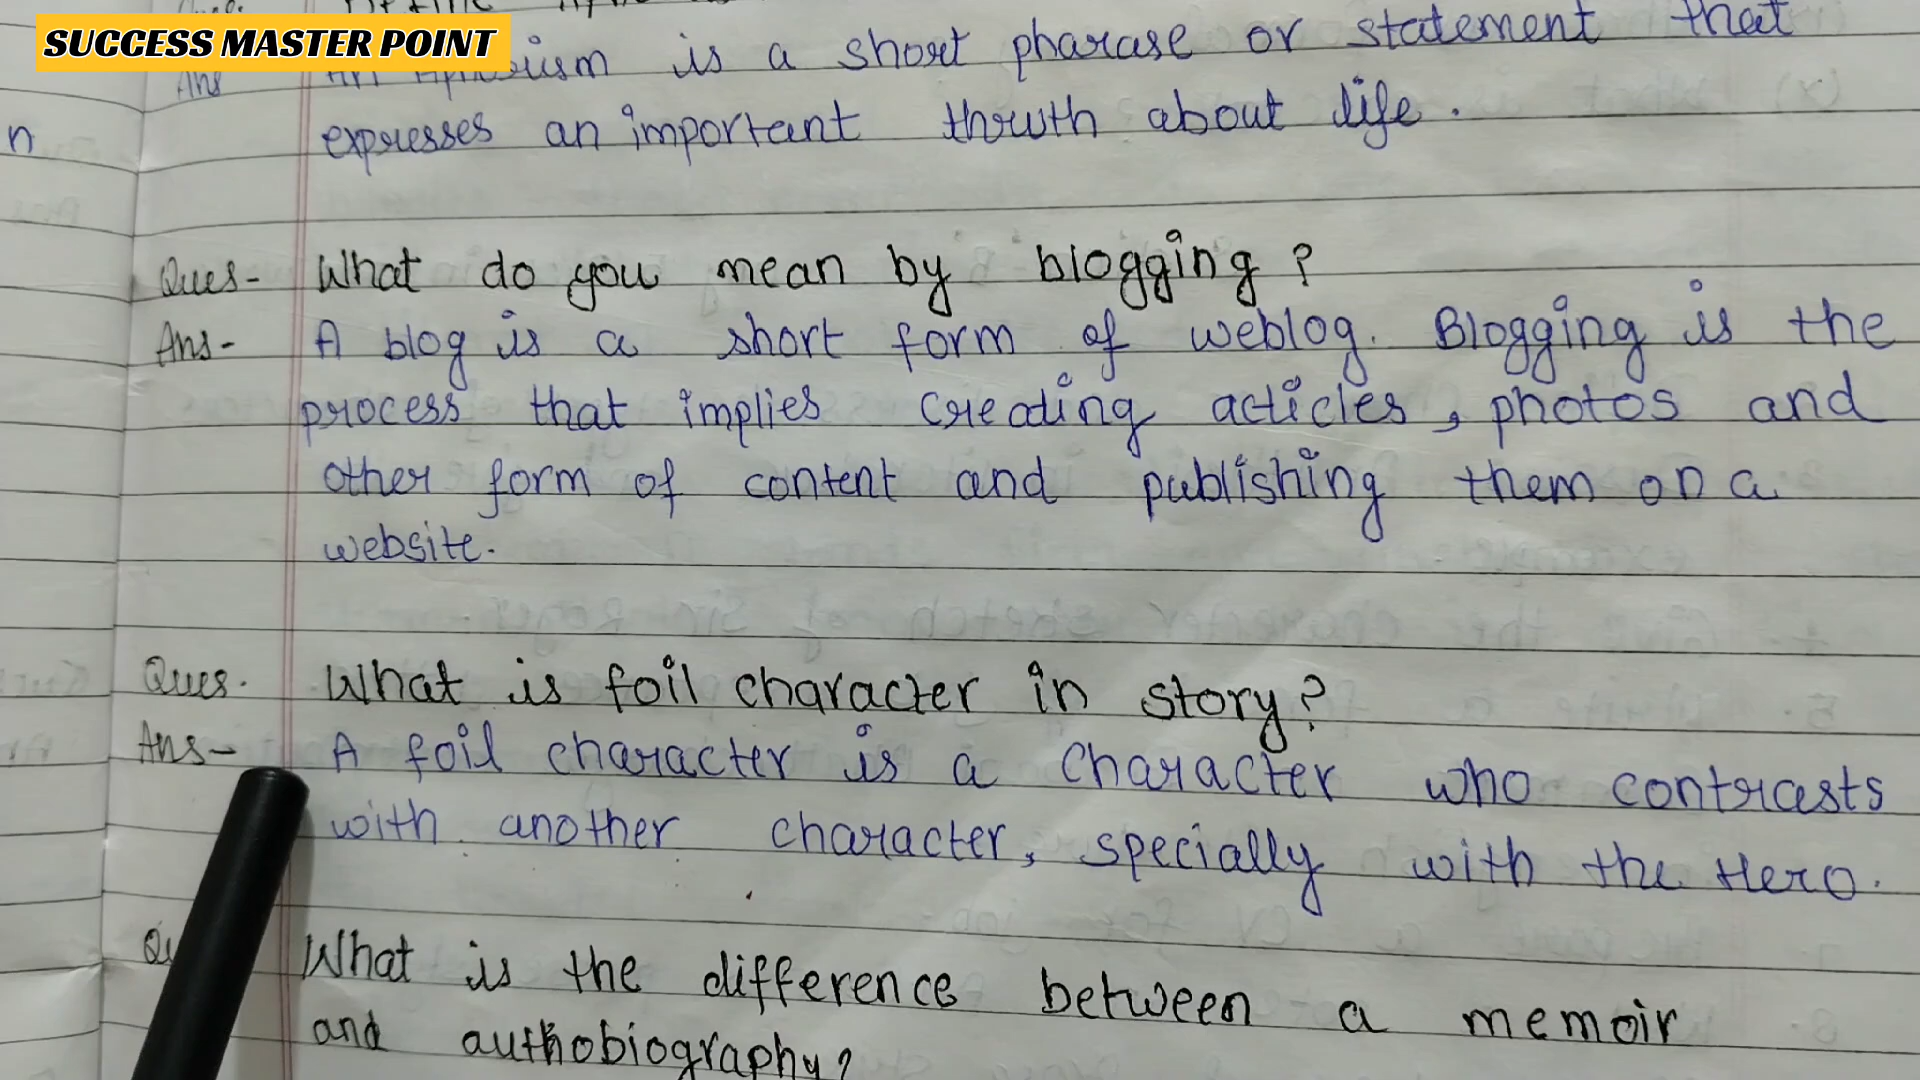 SUCCESS MASTER POINT
Ans is a short pharase or statement that
expresses an important thruth about life.
n
Ques- What do you mean by blogging?
Ans- A blog is a short form of weblog. Blogging is the
process that implies creating acticles, photos and
other form of content and publishing them on a
website.
Ques. What is foil character in story?
Ans- A foil character is a character who contrasts
with another character, specially with the Hero.
What is the difference between a memoir
and authobiography?